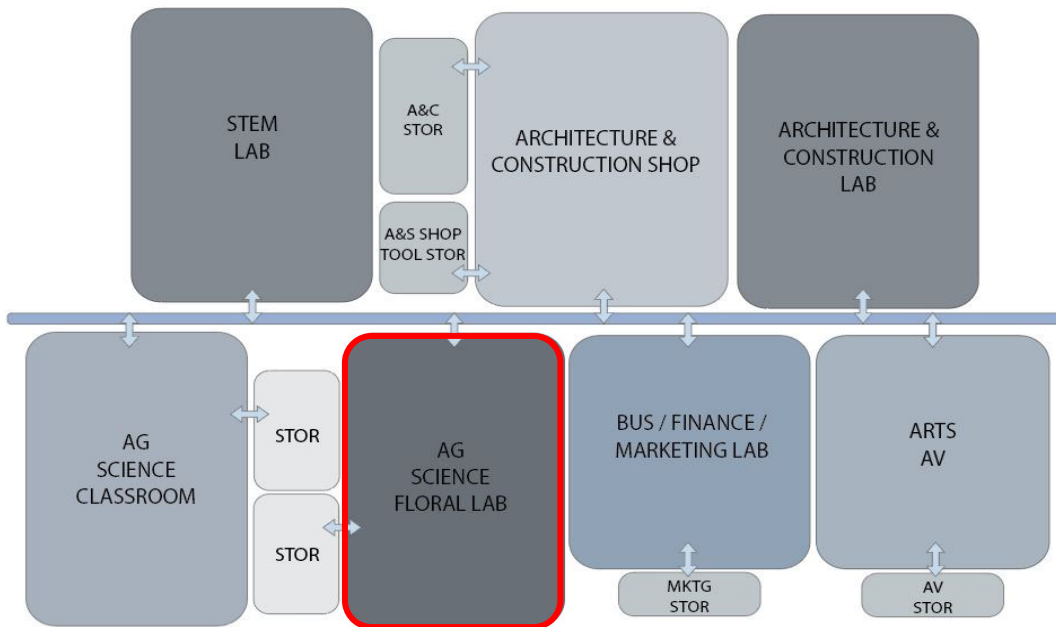 STEM
LAB
A&C
STOR
A&S SHOP
TOOL STOR
ARCHITECTURE &
CONSTRUCTION SHOP
ARCHITECTURE &
CONSTRUCTION
LAB
AG
SCIENCE
CLASSROOM
STOR
STOR
AG
SCIENCE
FLORAL LAB
BUS / FINANCE /
MARKETING LAB
MKTG
STOR
ARTS
AV
AV
STOR